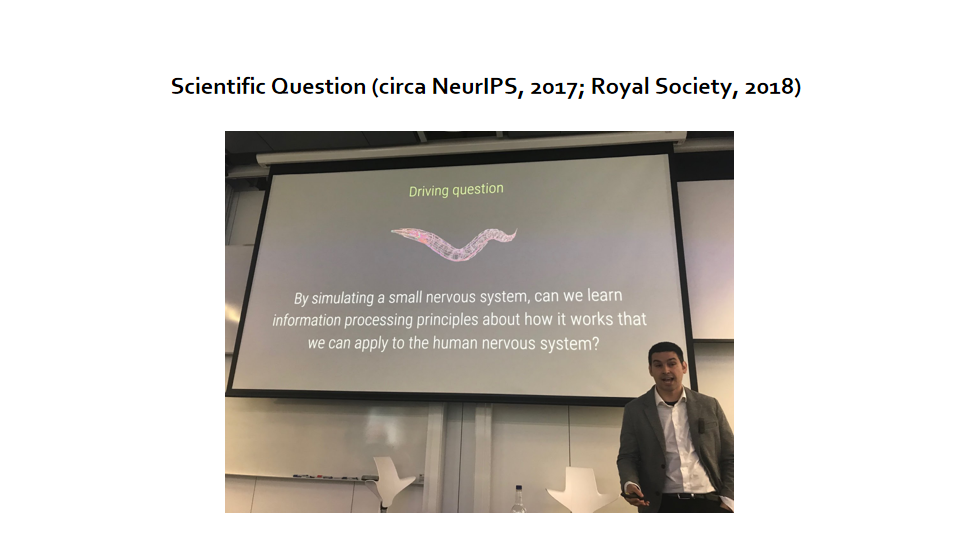 Scientific Question (circa NeurIPS, 2017; Royal Society, 2018)
Driving question
By simulating a small nervous system, can we learn
information processing principles about how it works that
we can apply to the human nervous system?